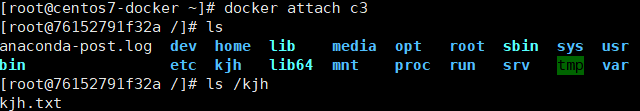 [root@centos7-docker ~]# docker attach c3
[root@76152791f32a /]# ls
anaconda-post.log  dev  home  lib    media  opt   root  sbin  sys  usr
bin                etc  kjh   lib64  mnt    proc  run   srv   tmp  var
[root@76152791f32a /]# ls /kjh
kjh.txt